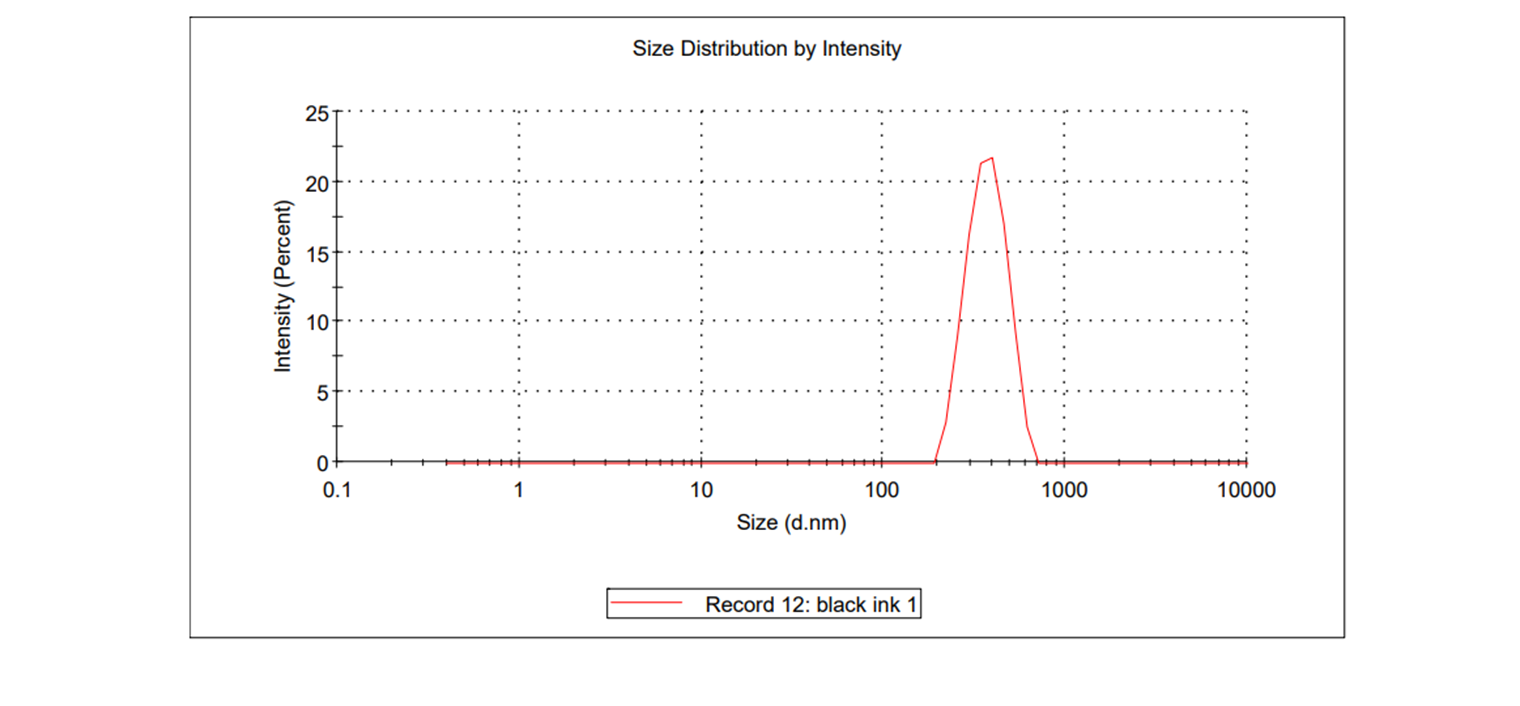 Size Distribution by Intensity
25
20
15
10
5
0
Intensity (Percent)
0.1 1 10 100 1000 10000
Size (d.nm)
Record 12: black ink 1